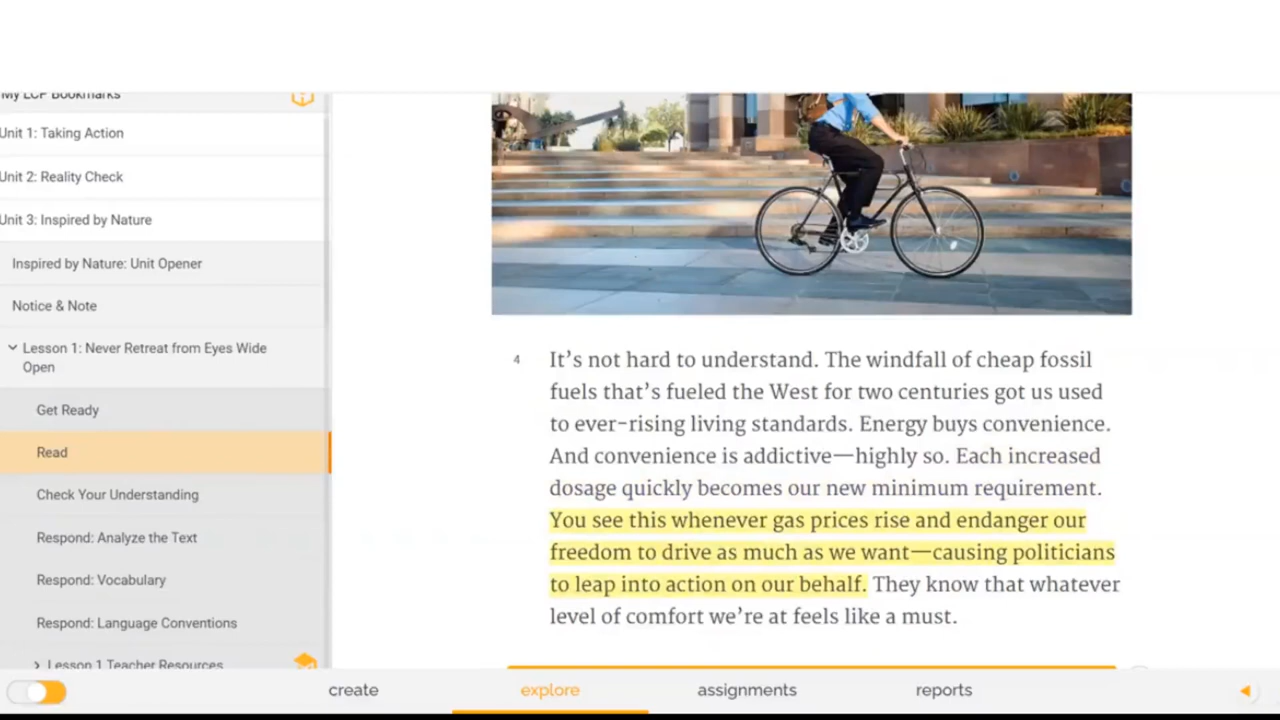 My LCP Bookmarks
Unit 1: Taking Action
Unit 2: Reality Check
Unit 3: Inspired by Nature
Inspired by Nature: Unit Opener
Notice & Note
Lesson 1: Never Retreat from Eyes Wide
Open
Get Ready
Read
Check Your Understanding
Respond: Analyze the Text
Respond: Vocabulary
Respond: Language Conventions
Lesson 1 Teacher Resources
4
It's not hard to understand. The windfall of cheap fossil
fuels that's fueled the West for two centuries got us used
to ever-rising living standards. Energy buys convenience.
And convenience is addictive—highly so. Each increased
dosage quickly becomes our new minimum requirement.
You see this whenever gas prices rise and endanger our
freedom to drive as much as we want—causing politicians
to leap into action on our behalf. They know that whatever
level of comfort we're at feels like a must.
create
explore
assignments
reports